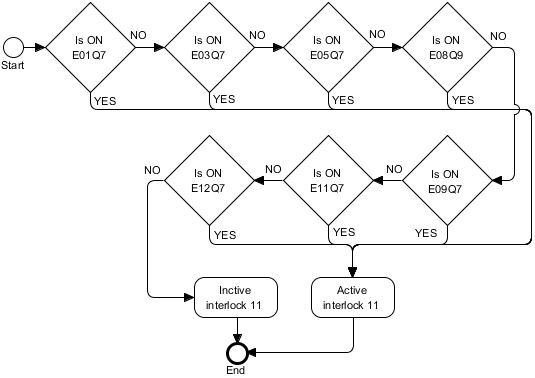 Is ON
E01Q7
NO
Is ON
E03Q7
NO
Is ON
E05Q7
NO
Is ON
E08Q9
NO
Start
YES
YES
YES
YES
NO
Is ON
E12Q7
NO
Is ON
E11Q7
NO
Is ON
E09Q7
YES
YES
YES
Inctive
interlock 11
Active
interlock 11
End